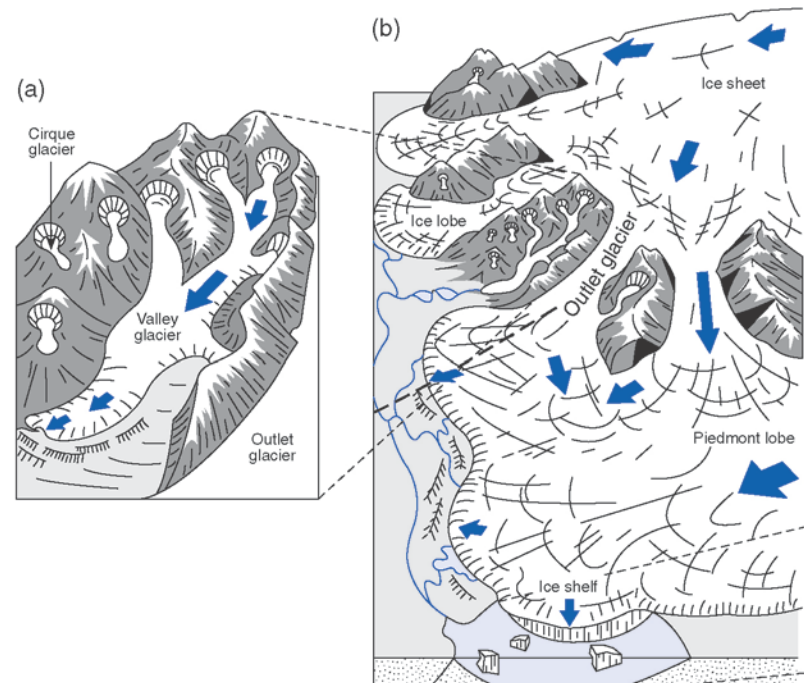 (a)
Cirque
glacier
Valley
glacier
Outlet
glacier
(b)
Ice sheet
Ice lobe
Outlet glacier
Piedmont lobe
Ice shelf